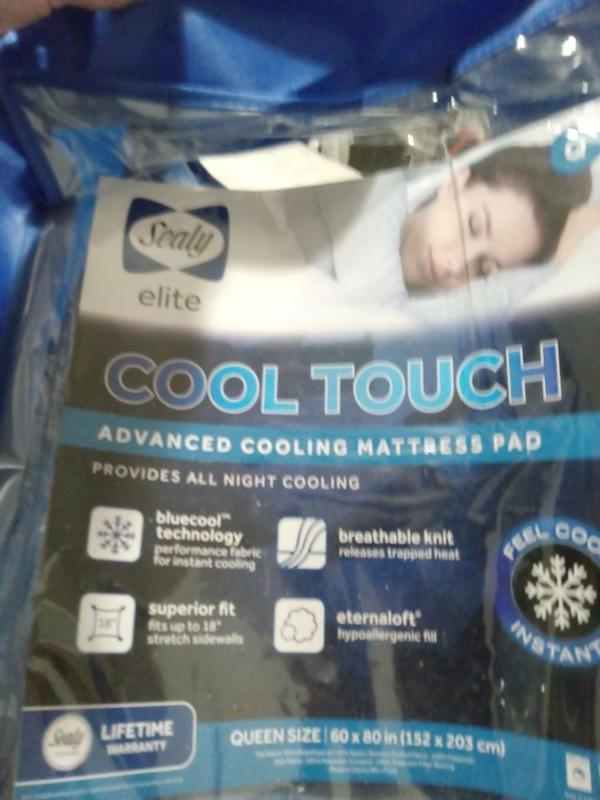 Sealy
elite
COOL TOUCH
ADVANCED COOLING MATTRESS PAD
PROVIDES ALL NIGHT COOLING
bluecool™
technology
performance fabric
for instant cooling
breathable knit
releases trapped heat
superior fit
fits up to 18"
stretch sidewalls
18"
eternaloft®
hypoallergenic fill
FEEL COO
INSTANT
Sealy
LIFETIME
WARRANTY
QUEEN SIZE | 60 x 80 in (152 x 203 cm)